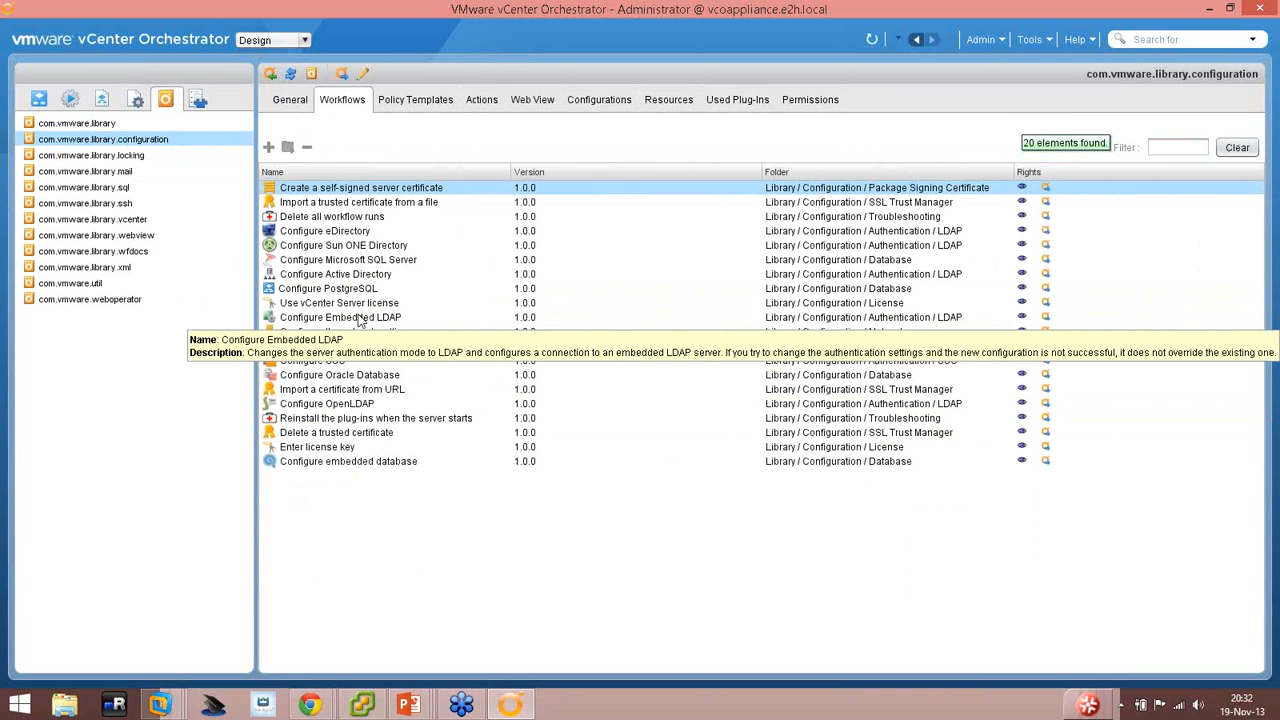 VMware vCenter Orchestrator - Administrator @ vcoappliance.e2h.local
vmware vCenter Orchestrator Design Admin Tools Help Search for
com.vmware.library.configuration
General Workflows Policy Templates Actions Web View Configurations Resources Used Plug-Ins Permissions
com.vmware.library
com.vmware.library.configuration
com.vmware.library.locking
com.vmware.library.mail
com.vmware.library.sql
com.vmware.library.ssh
com.vmware.library.vcenter
com.vmware.library.webview
com.vmware.library.wfdocs
com.vmware.library.xml
com.vmware.util
com.vmware.weboperator
20 elements found. Filter : Clear
Name Version Folder Rights
Create a self-signed server certificate 1.0.0 Library / Configuration / Package Signing Certificate
Import a trusted certificate from a file 1.0.0 Library / Configuration / SSL Trust Manager
Delete all workflow runs 1.0.0 Library / Configuration / Troubleshooting
Configure eDirectory 1.0.0 Library / Configuration / Authentication / LDAP
Configure Sun ONE Directory 1.0.0 Library / Configuration / Authentication / LDAP
Configure Microsoft SQL Server 1.0.0 Library / Configuration / Database
Configure Active Directory 1.0.0 Library / Configuration / Authentication / LDAP
Configure PostgreSQL 1.0.0 Library / Configuration / Database
Use vCenter Server license 1.0.0 Library / Configuration / License
Configure Embedded LDAP 1.0.0 Library / Configuration / Authentication / LDAP
Name: Configure Embedded LDAP
Description: Changes the server authentication mode to LDAP and configures a connection to an embedded LDAP server. If you try to change the authentication settings and the new configuration is not successful, it does not override the existing one.
Configure Oracle Database 1.0.0 Library / Configuration / Database
Import a certificate from URL 1.0.0 Library / Configuration / SSL Trust Manager
Configure OpenLDAP 1.0.0 Library / Configuration / Authentication / LDAP
Reinstall the plug-ins when the server starts 1.0.0 Library / Configuration / Troubleshooting
Delete a trusted certificate 1.0.0 Library / Configuration / SSL Trust Manager
Enter license key 1.0.0 Library / Configuration / License
Configure embedded database 1.0.0 Library / Configuration / Database
20:32
19-Nov-13